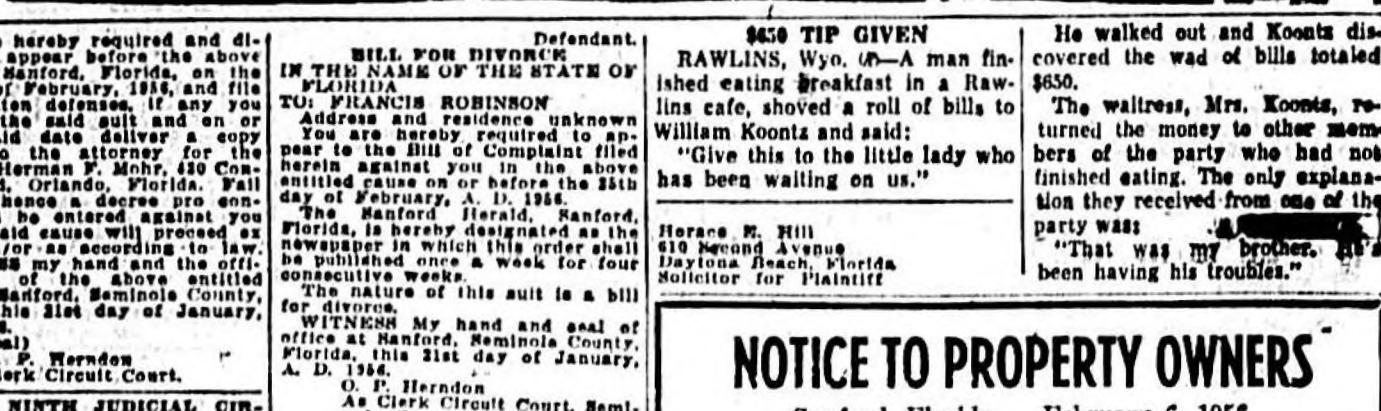 hereby required and di-
appear before the above
Sanford, Florida, on the
of February, 1956, and file
ten defenses, if any you
the said suit and on or
id date deliver a copy
o the attorney for the
Herman F. Mohr, 420 Con-
d, Orlando, Florida. Fail
hence a decree pro con-
be entered against you
aid cause will proceed ex
/or as according to law.
SS my hand and the offi-
of the above entitled
Sanford, Seminole County,
his 21st day of January,
al)
P. Herndon
lerk Circuit Court.
NINTH JUDICIAL CIR-
Defendant.
BILL FOR DIVORCE
IN THE NAME OF THE STATE OF
FLORIDA
TO: FRANCIS ROBINSON
Address and residence unknown
You are hereby required to ap-
pear to the Bill of Complaint filed
herein against you in the above
entitled cause on or before the 25th
day of February, A. D. 1956.
The Sanford Herald, Sanford,
Florida, is hereby designated as the
newspaper in which this order shall
be published once a week for four
consecutive weeks.
The nature of this suit is a bill
for divorce.
WITNESS My hand and seal of
office at Sanford, Seminole County,
Florida, this 21st day of January,
A. D. 1956.
O. P. Herndon
As Clerk Circuit Court, Semi-
$650 TIP GIVEN
RAWLINS, Wyo. (AP)—A man fin-
ished eating breakfast in a Raw-
lins cafe, shoved a roll of bills to
William Koontz and said:
"Give this to the little lady who
has been waiting on us."
Horace E. Hill
610 Second Avenue
Daytona Beach, Florida
Solicitor for Plaintiff
He walked out and Koontz dis-
covered the wad of bills totaled
$650.
The waitress, Mrs. Koontz, re-
turned the money to other mem-
bers of the party who had not
finished eating. The only explana-
tion they received from one of the
party was:
"That was my brother. He's
been having his troubles."
NOTICE TO PROPERTY OWNERS